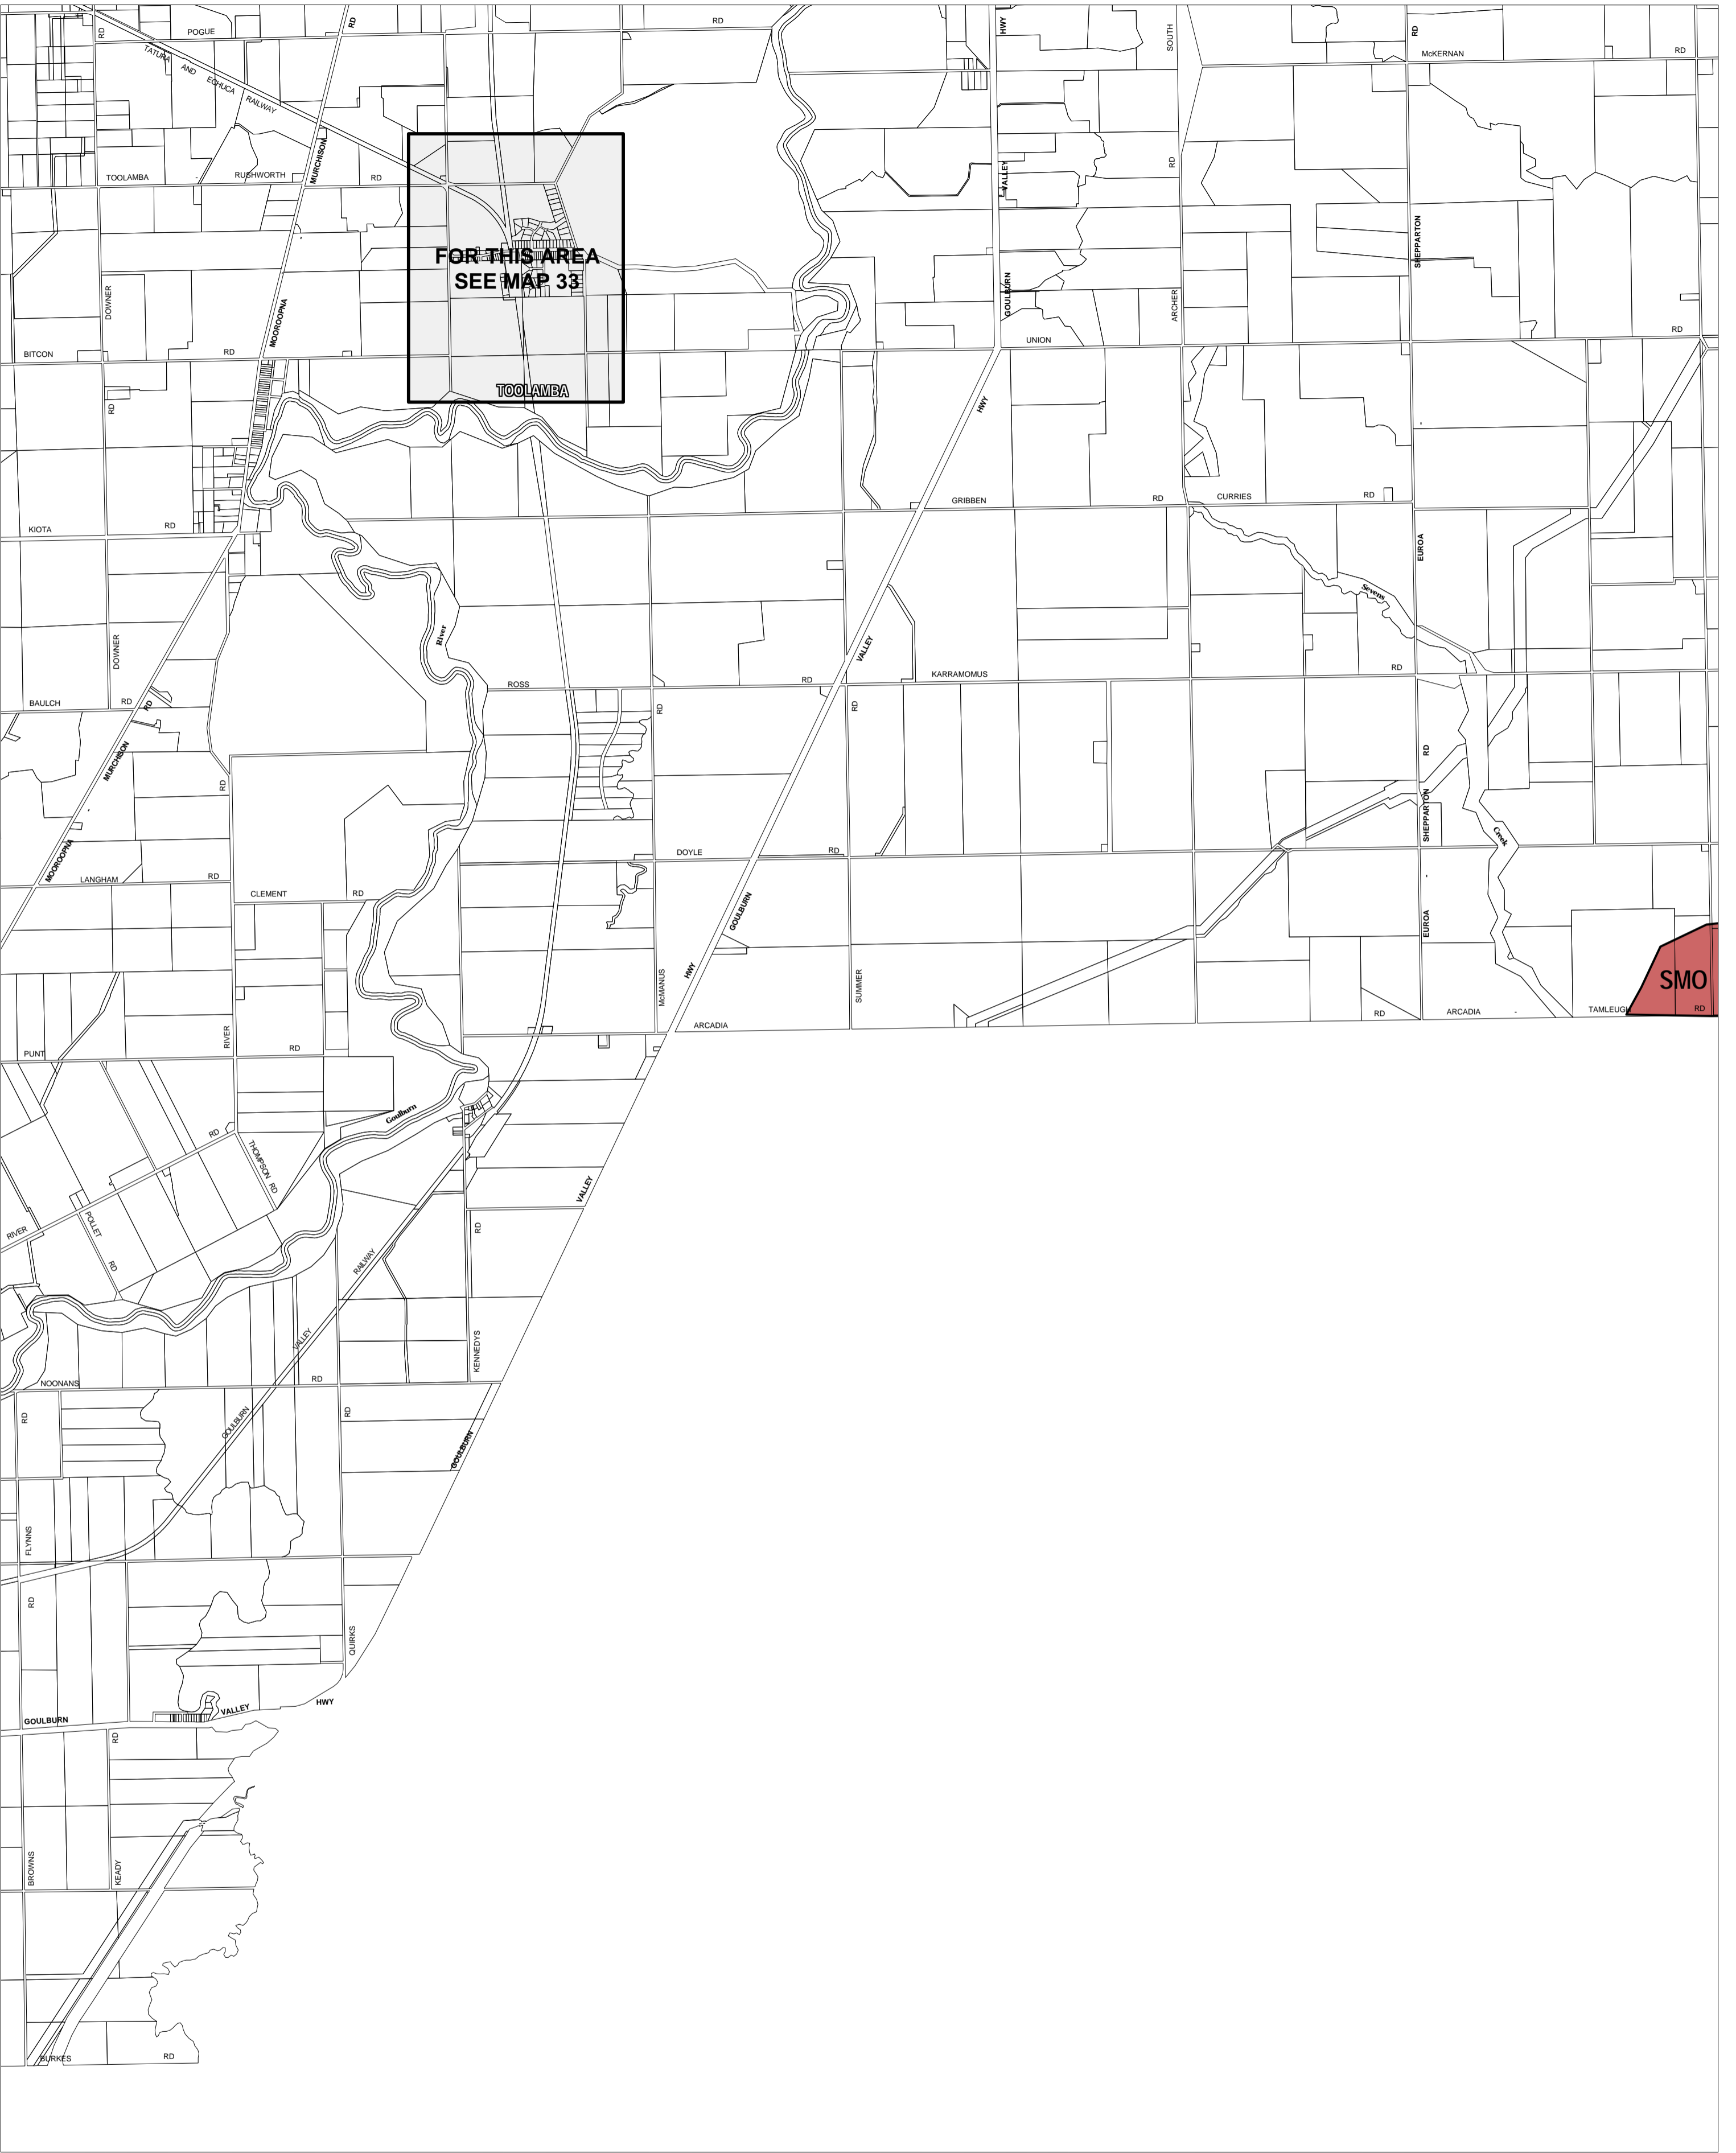 RD
POGUE
RD
RD
HWY
SOUTH
RD
McKERNAN
RD
TATURA AND ECHUCA RAILWAY
MURCHISON
TOOLAMBA
RUSHWORTH
RD
VALLEY
RD
FOR THIS AREA
SEE MAP 33
SHEPPARTON
DOWNER
MOOROOPNA
GOULBURN
ARCHER
BITCON
RD
UNION
RD
TOOLAMBA
RD
HWY
KIOTA
RD
GRIBBEN
RD
CURRIES
RD
EUROA
Sevens
River
DOWNER
VALLEY
ROSS
RD
KARRAMOMUS
RD
BAULCH
RD
RD
RD
RD
MURCHISON
RD
RD
SHEPPARTON
Creek
MOOROOPNA
DOYLE
RD
LANGHAM
RD
CLEMENT
RD
GOULBURN
EUROA
HWY
McMANUS
SUMMER
SMO
RIVER
ARCADIA
RD
ARCADIA
-
TAMLEUGH
RD
PUNT
RD
Goulburn
RD
THOMPSON
RD
VALLEY
RIVER
POLLET
RD
RD
RAILWAY
VALLEY
KENNEDYS
NOONANS
RD
RD
GOULBURN
RD
GOULBURN
FLYNNS
RD
QUIRKS
GOULBURN
VALLEY
HWY
RD
BROWNS
KEADY
BURKES
RD